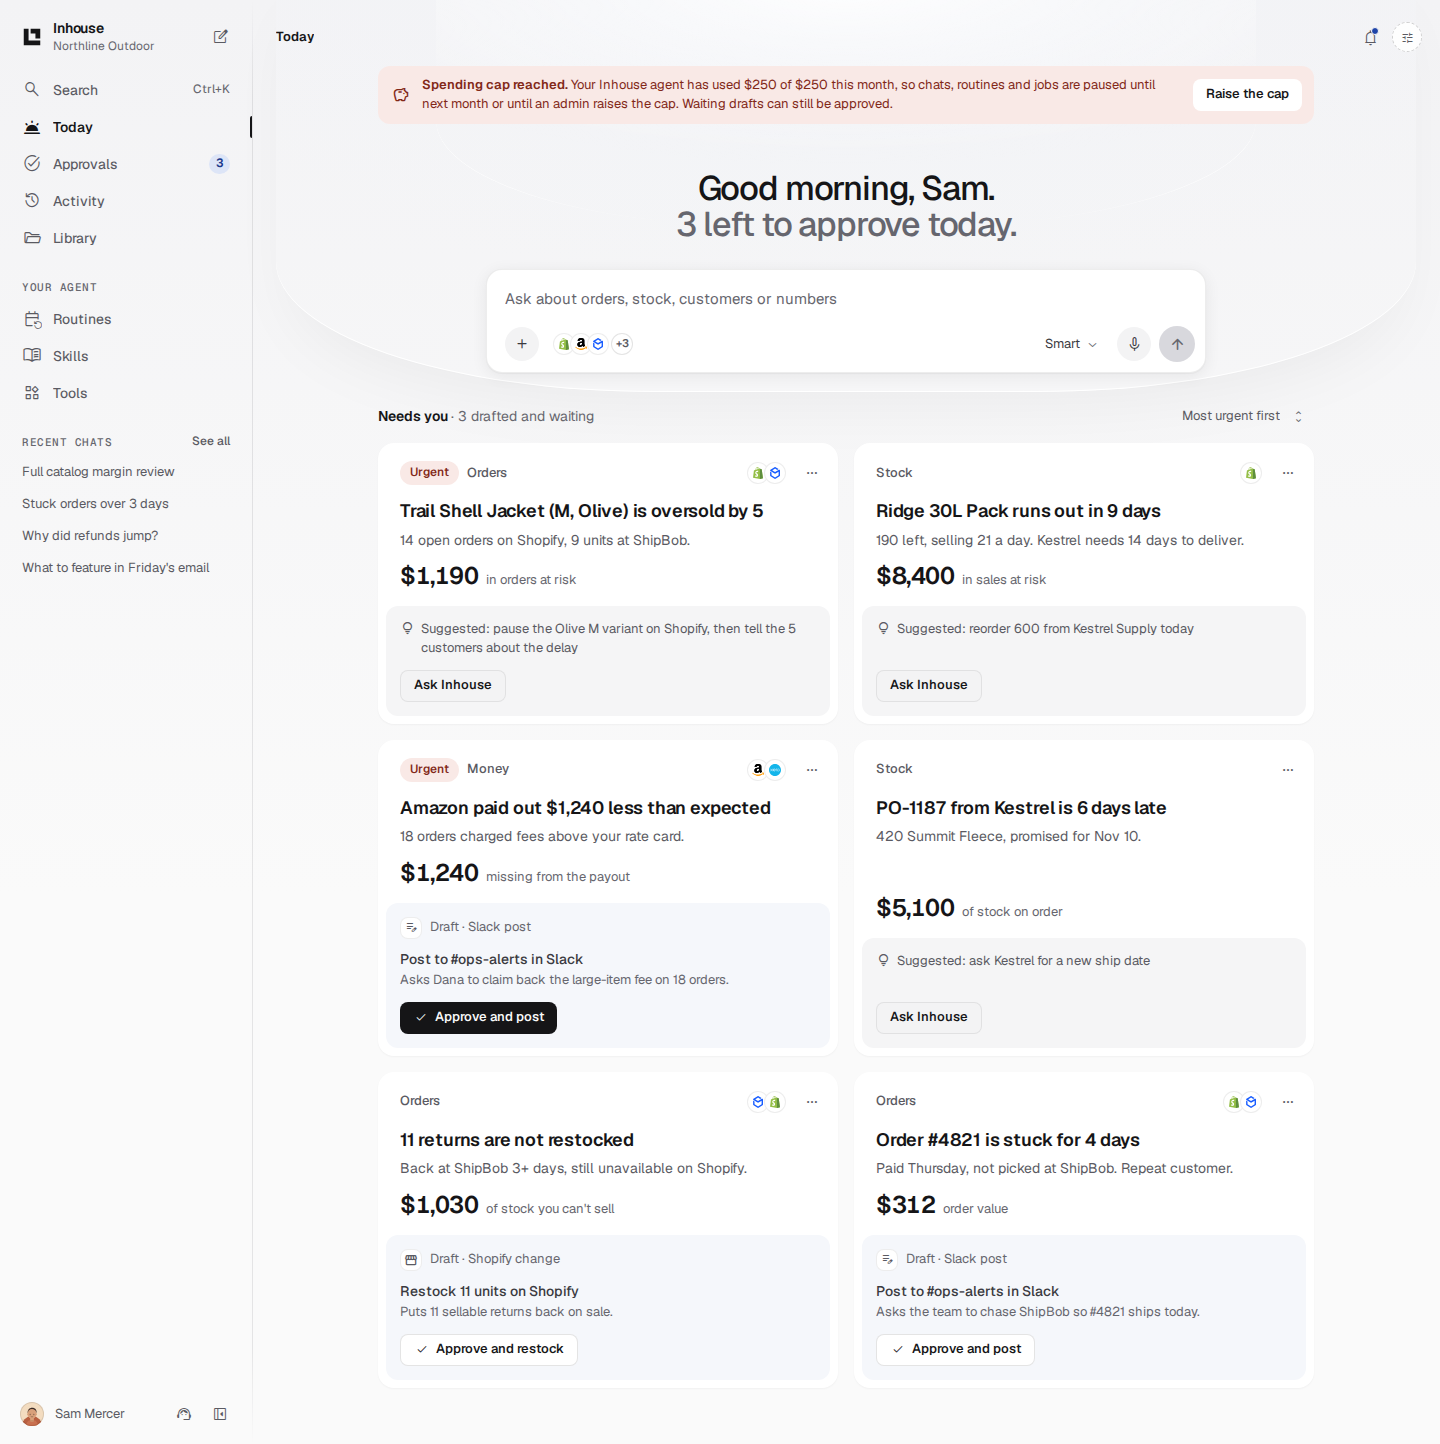 Inhouse
Northline Outdoor
Search
Ctrl+K
Today
Approvals
3
Activity
Library
YOUR AGENT
Routines
Skills
Tools
RECENT CHATS
See all
Full catalog margin review
Stuck orders over 3 days
Why did refunds jump?
What to feature in Friday's email
Sam Mercer
Today
Spending cap reached. Your Inhouse agent has used $250 of $250 this month, so chats, routines and jobs are paused until
next month or until an admin raises the cap. Waiting drafts can still be approved.
Raise the cap
Good morning, Sam.
3 left to approve today.
Ask about orders, stock, customers or numbers
+3
Smart
Needs you · 3 drafted and waiting
Most urgent first
Urgent
Orders
Trail Shell Jacket (M, Olive) is oversold by 5
14 open orders on Shopify, 9 units at ShipBob.
$1,190 in orders at risk
Suggested: pause the Olive M variant on Shopify, then tell the 5
customers about the delay
Ask Inhouse
Stock
Ridge 30L Pack runs out in 9 days
190 left, selling 21 a day. Kestrel needs 14 days to deliver.
$8,400 in sales at risk
Suggested: reorder 600 from Kestrel Supply today
Ask Inhouse
Urgent
Money
Amazon paid out $1,240 less than expected
18 orders charged fees above your rate card.
$1,240 missing from the payout
Draft · Slack post
Post to #ops-alerts in Slack
Asks Dana to claim back the large-item fee on 18 orders.
Approve and post
Stock
PO-1187 from Kestrel is 6 days late
420 Summit Fleece, promised for Nov 10.
$5,100 of stock on order
Suggested: ask Kestrel for a new ship date
Ask Inhouse
Orders
11 returns are not restocked
Back at ShipBob 3+ days, still unavailable on Shopify.
$1,030 of stock you can't sell
Draft · Shopify change
Restock 11 units on Shopify
Puts 11 sellable returns back on sale.
Approve and restock
Orders
Order #4821 is stuck for 4 days
Paid Thursday, not picked at ShipBob. Repeat customer.
$312 order value
Draft · Slack post
Post to #ops-alerts in Slack
Asks the team to chase ShipBob so #4821 ships today.
Approve and post